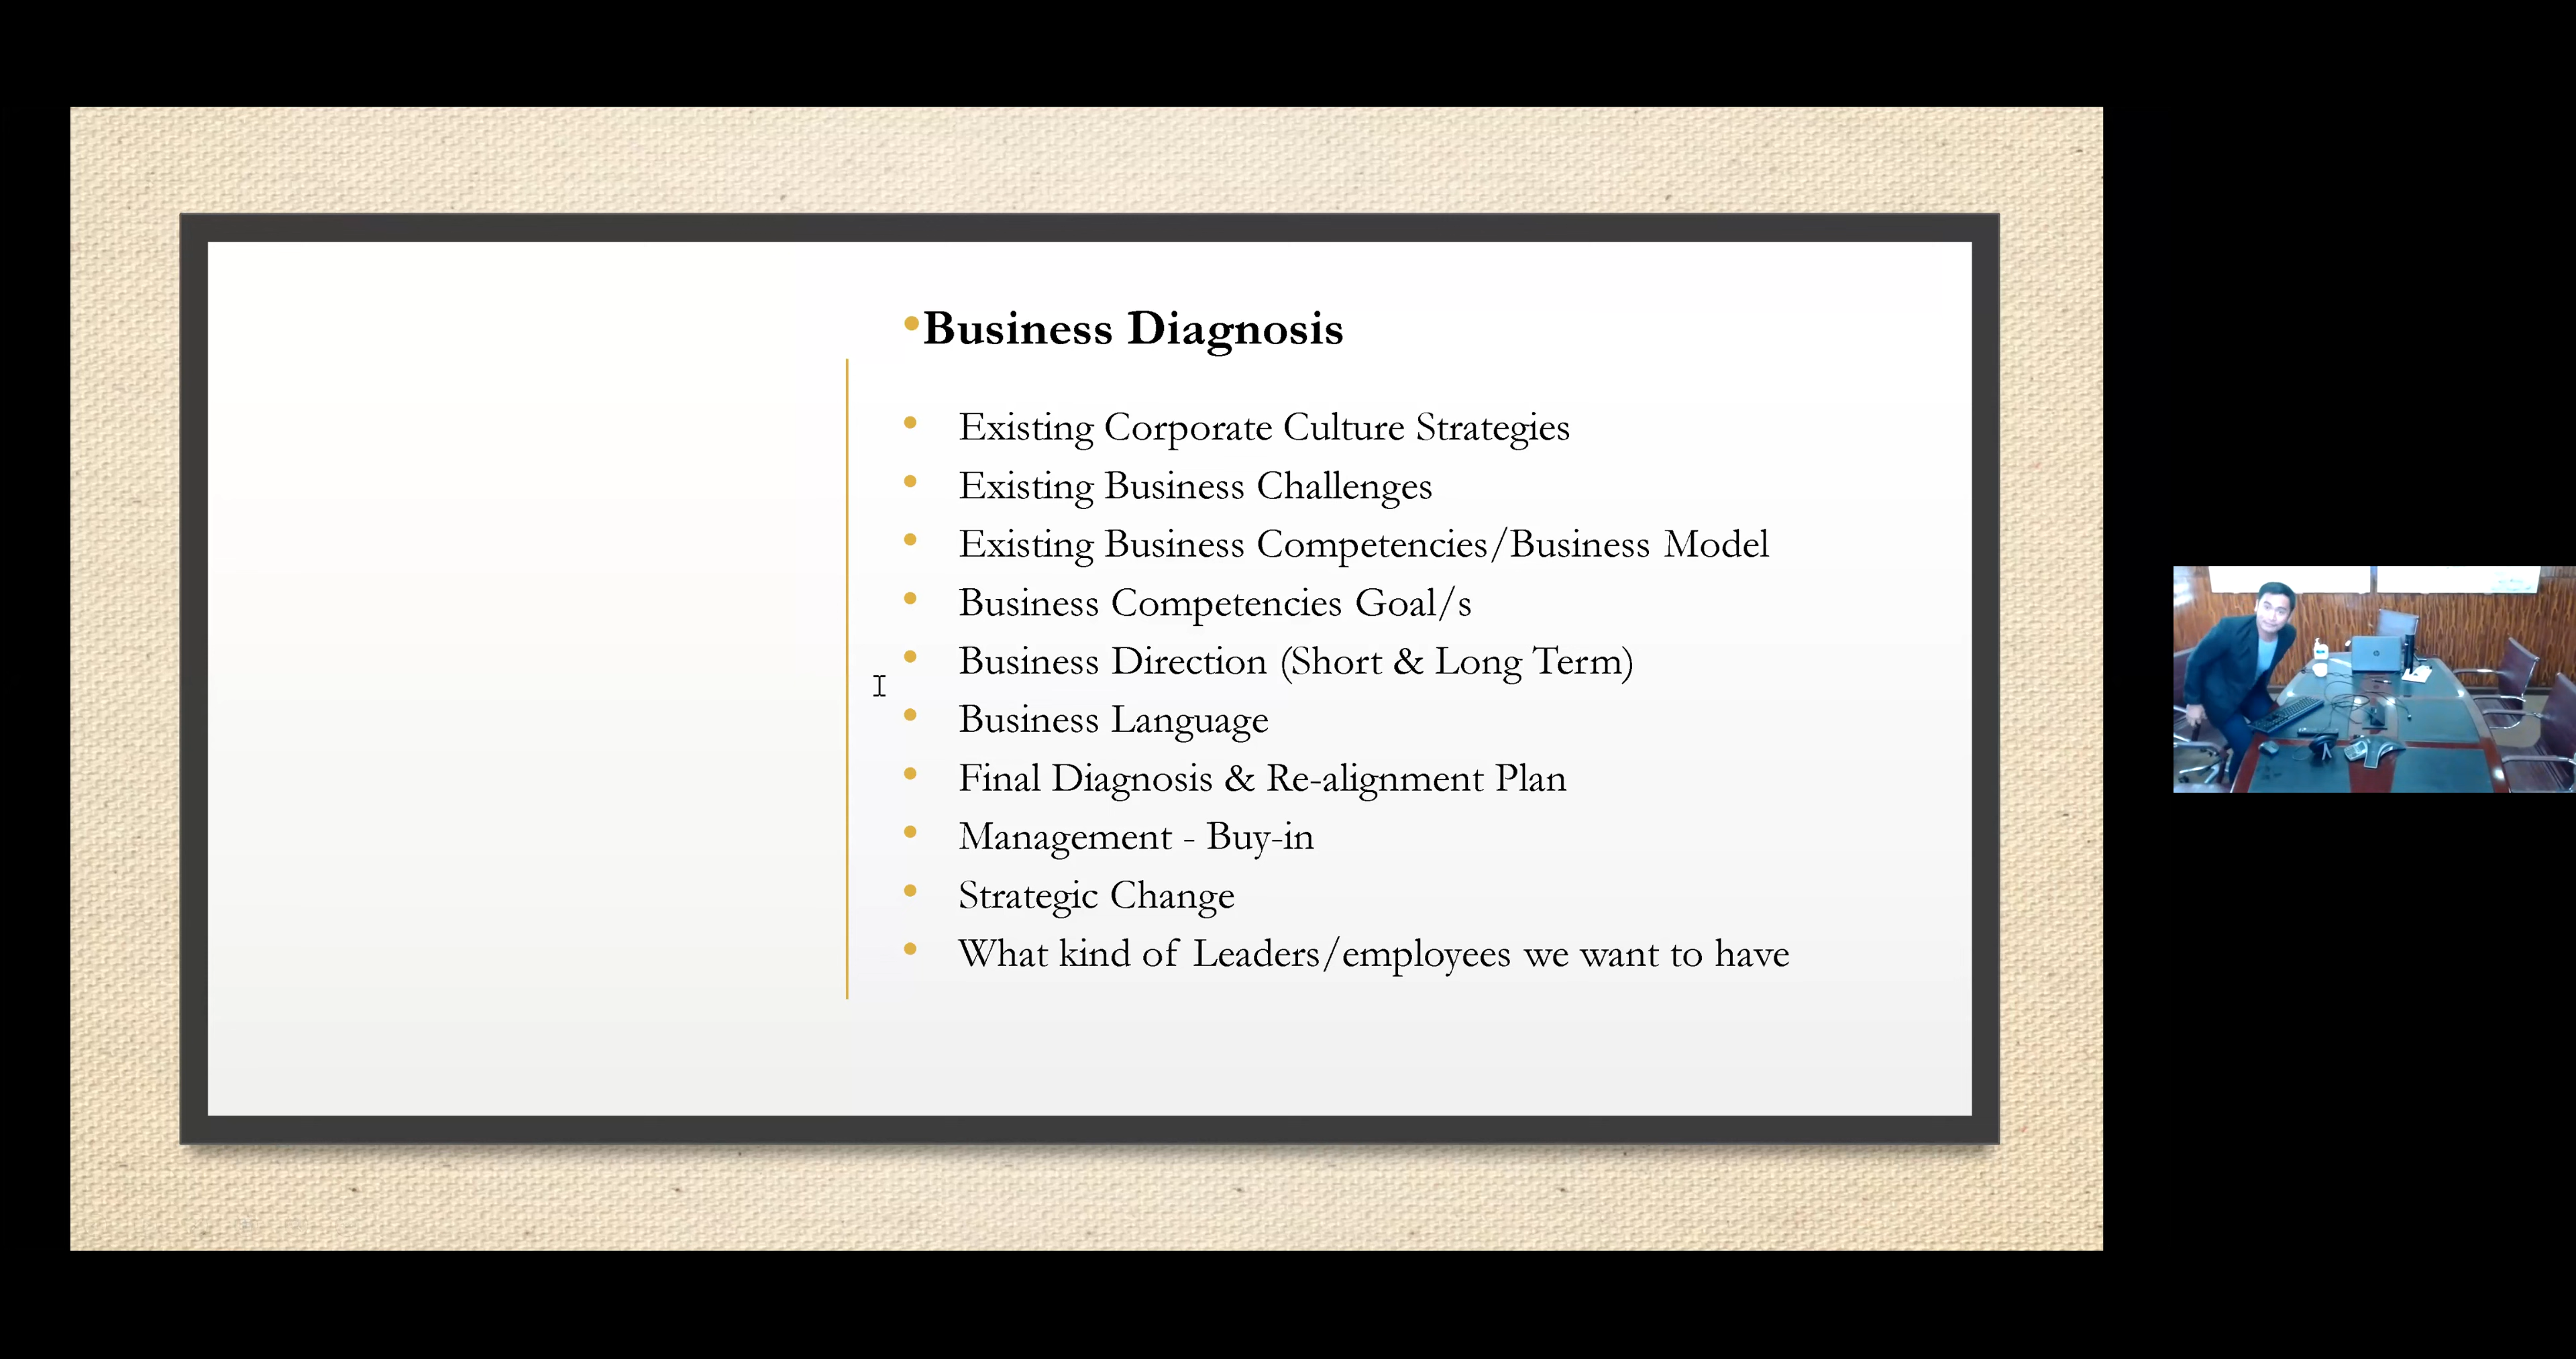 •Business Diagnosis
• Existing Corporate Culture Strategies
• Existing Business Challenges
• Existing Business Competencies/Business Model
• Business Competencies Goal/s
• Business Direction (Short & Long Term)
• Business Language
• Final Diagnosis & Re-alignment Plan
• Management - Buy-in
• Strategic Change
• What kind of Leaders/employees we want to have